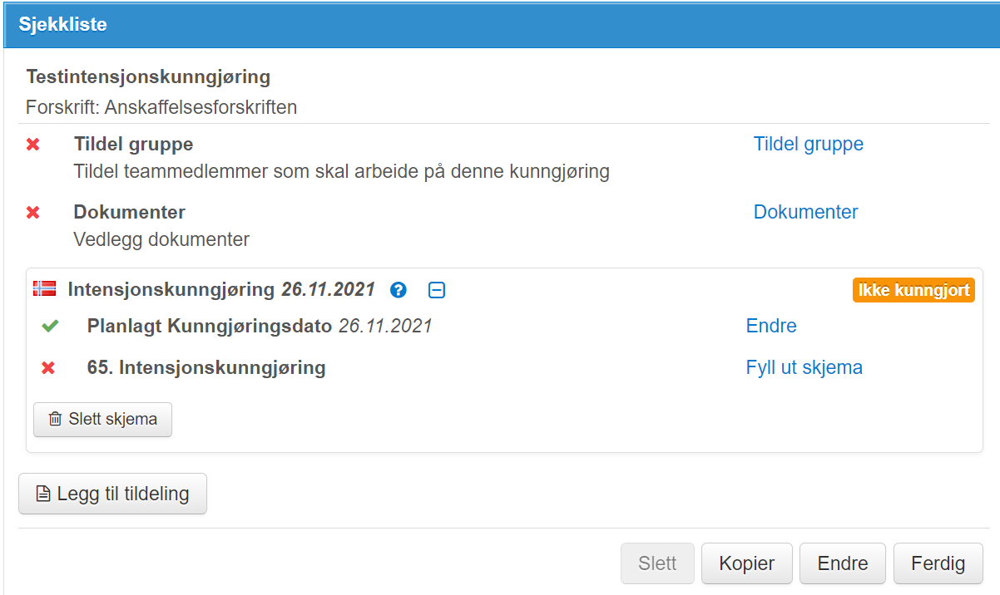 Sjekkliste
Testintensjonskunngjøring
Forskrift: Anskaffelsesforskriften
Tildel gruppe Tildel gruppe
Tildel teammedlemmer som skal arbeide på denne kunngjøring
Dokumenter Dokumenter
Vedlegg dokumenter
Intensjonskunngjøring 26.11.2021 ? Ikke kunngjort
Planlagt Kunngjøringsdato 26.11.2021 Endre
65. Intensjonskunngjøring Fyll ut skjema
Slett skjema
Legg til tildeling
Slett Kopier Endre Ferdig